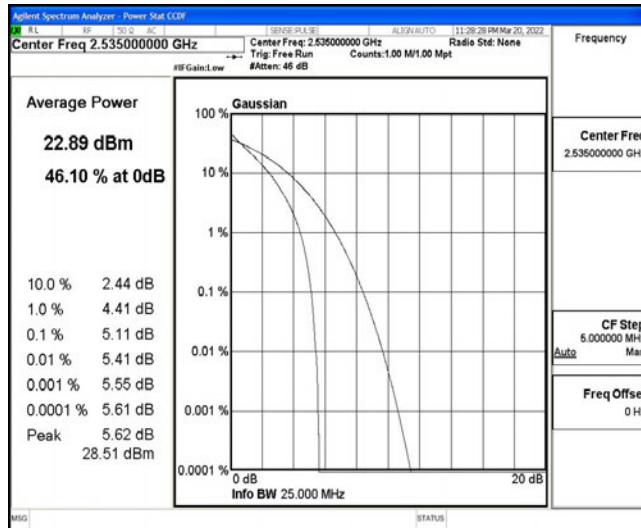 Agilent Spectrum Analyzer - Power Stat CCDF
RL RF 50 Ω AC SENSE:PULSE ALIGN AUTO 11:28:28 PM Mar 20, 2022
Center Freq 2.535000000 GHz
Center Freq: 2.535000000 GHz Radio Std: None
Trig: Free Run Counts:1.00 M/1.00 Mpt
#IFGain:Low #Atten: 46 dB
Frequency
Average Power
22.89 dBm
46.10 % at 0dB
10.0 % 2.44 dB
1.0 % 4.41 dB
0.1 % 5.11 dB
0.01 % 5.41 dB
0.001 % 5.55 dB
0.0001 % 5.61 dB
Peak 5.62 dB
28.51 dBm
Gaussian
100 %
10 %
1 %
0.1 %
0.01 %
0.001 %
0.0001 %
0 dB 20 dB
Info BW 25.000 MHz
Center Freq
2.535000000 GH
CF Step
5.000000 MH
Auto Ma
Freq Offse
0 H
MSG STATUS